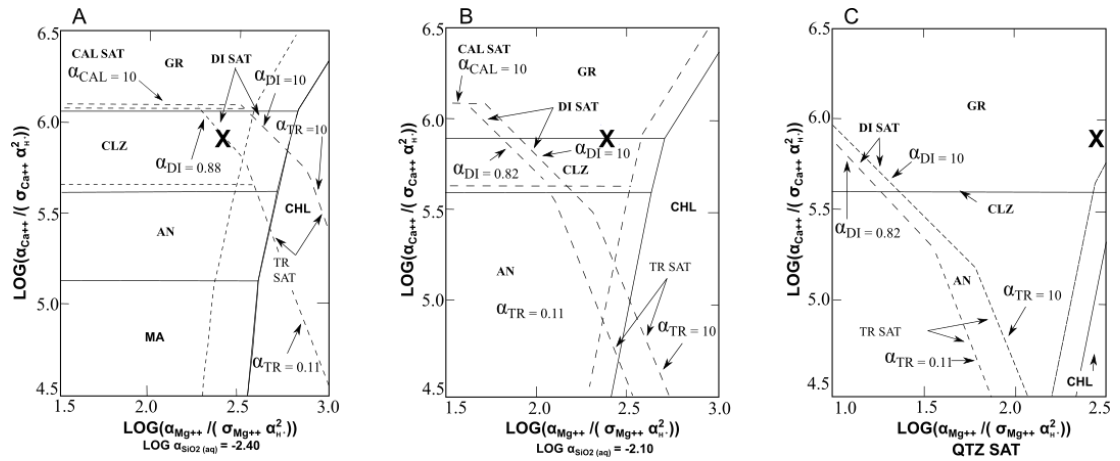 A
LOG(αCa++ /( σCa++ α²H+))
6.5
6.0
5.5
5.0
4.5
CAL SAT
GR
DI SAT
αCAL = 10
αDI =10
αTR =10
CLZ
X
αDI = 0.88
AN
CHL
TR
SAT
MA
αTR = 0.11
1.5 2.0 2.5 3.0
LOG(αMg++ /( σMg++ α²H+))
LOG αSiO2 (aq) = -2.40
B
LOG(αCa++ /( σCa++ α²H+))
6.5
6.0
5.5
5.0
4.5
CAL SAT
GR
αCAL = 10
DI SAT
X
αDI = 10
αDI = 0.82
CLZ
CHL
AN
TR SAT
αTR = 0.11
αTR = 10
1.5 2.0 2.5 3.0
LOG(αMg++ /( σMg++ α²H+))
LOG αSiO2 (aq) = -2.10
C
LOG(αCa++ /( σCa++ α²H+))
6.5
6.0
5.5
5.0
4.5
GR
DI SAT
X
αDI = 10
CLZ
αDI = 0.82
AN
αTR = 10
TR SAT
αTR = 0.11
CHL
1.0 1.5 2.0 2.5
LOG(αMg++ /( σMg++ α²H+))
QTZ SAT